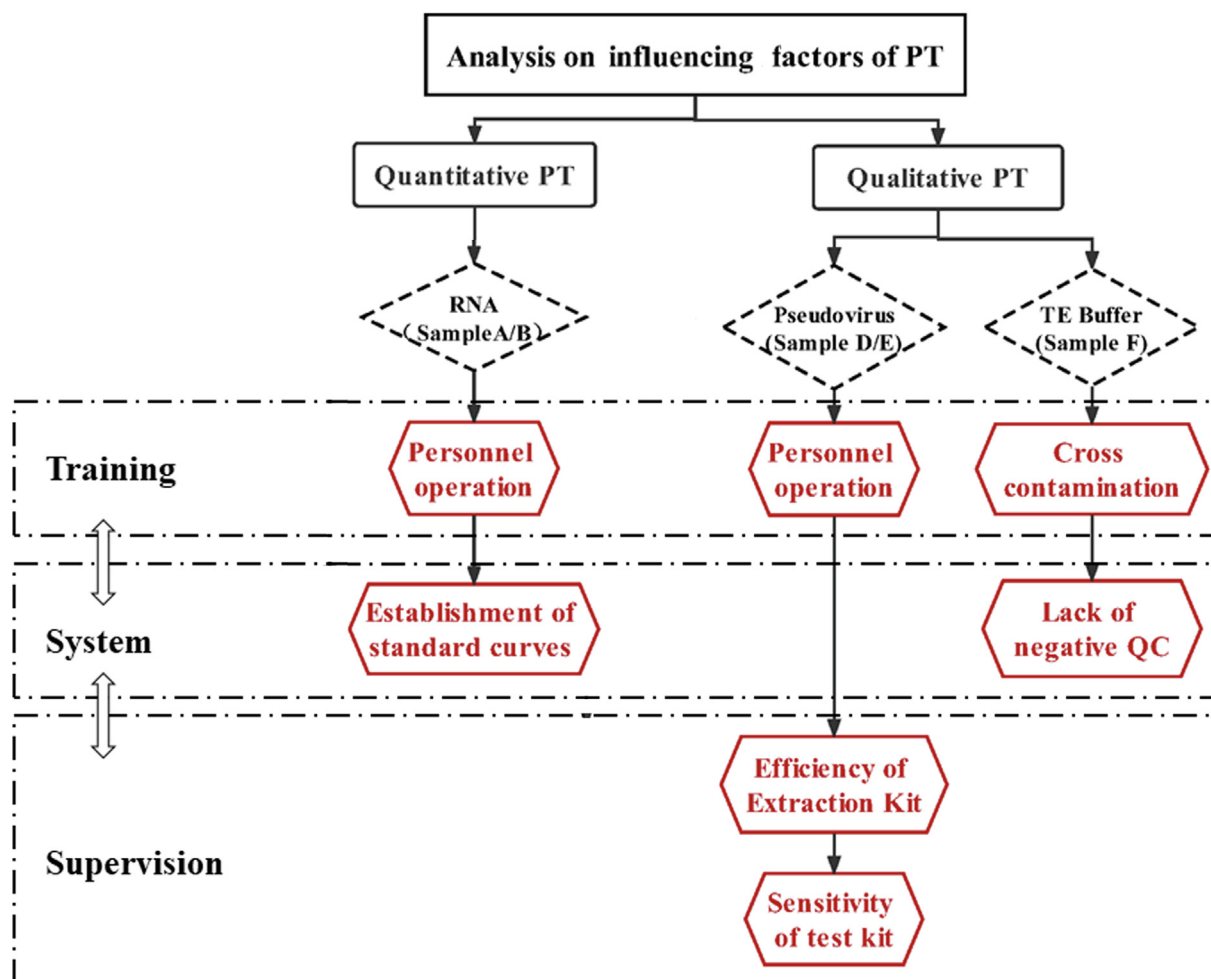 Analysis on influencing factors of PT
Quantitative PT
Qualitative PT
RNA
（SampleA/B）
Pseudovirus
(Sample D/E)
TE Buffer
(Sample F)
Training
Personnel
operation
Personnel
operation
Cross
contamination
System
Establishment of
standard curves
Lack of
negative QC
Supervision
Efficiency of
Extraction Kit
Sensitivity
of test kit